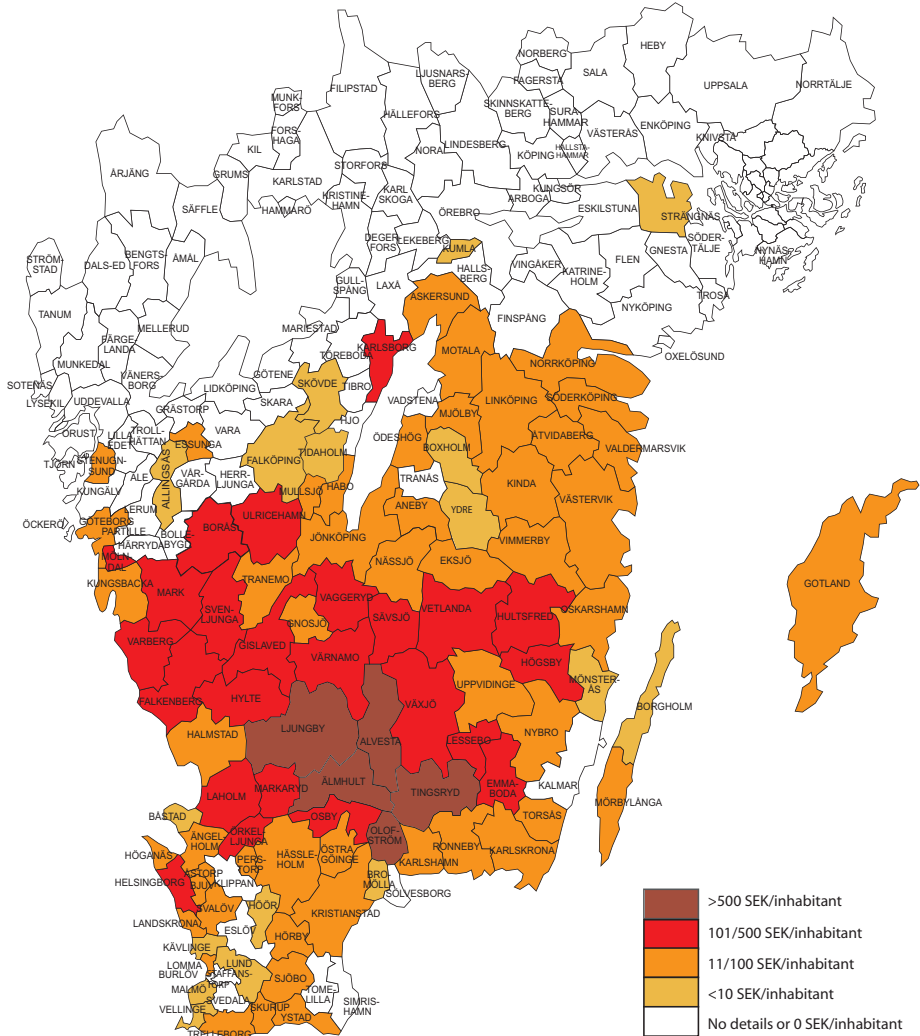 HEBY
NORBERG
LJUSNARS-
BERG
SALA
FAGERSTA
UPPSALA
NORRTÄLJE
FILIPSTAD
MUNK-
FORS
SKINNSKATTE-
BERG
SURA-
HAMMAR
HÄLLEFORS
ENKÖPING
FORS-
HAGA
VÄSTERÅS
KNIVSTA
KIL
NORA
LINDESBERG
KÖPING
HALLSTA-
HAMMAR
STORFORS
ÅRJÄNG
GRUMS
KARLSTAD
KRISTINE-
HAMN
KARL
SKOGA
KUNGSÖR
ARBOGA
SÄFFLE
HAMMARÖ
ÖREBRO
ESKILSTUNA
STRÄNGNÄS
DEGER
FORS
LEKEBERG
KUMLA
SÖDER-
TÄLJE
GNESTA
NYNÄS-
HAMN
STRÖM-
STAD
DALS-ED
BENGTS-
FORS
ÅMÅL
HALLS-
BERG
VINGÅKER
KATRINE-
HOLM
FLEN
GULL-
SPÅNG
LAXÅ
TROSA
ASKERSUND
NYKÖPING
TANUM
FINSPÅNG
MELLERUD
MARIESTAD
FÄRGE-
LANDA
KARLSBORG
TÖREBODA
MOTALA
OXELÖSUND
MUNKEDAL
GÖTENE
NORRKÖPING
VÄNERS-
BORG
SKÖVDE
TIBRO
SOTENÄS
LYSEKIL
LIDKÖPING
UDDEVALLA
SKARA
VADSTENA
LINKÖPING
SÖDERKÖPING
GRÄSTORP
MJÖLBY
HJO
ORUST
LILLA
EDET
TROLL-
HÄTTAN
VARA
ÖDESHÖG
ÅTVIDABERG
ESSUNGA
TIDAHOLM
BOXHOLM
VALDERMARSVIK
STENUGN-
SUND
TJÖRN
FALKÖPING
ALE
ALLINGSÅS
VÅR-
GÅRDA
HERR-
LJUNGA
TRANÅS
KINDA
VÄSTERVIK
KUNGÄLV
MULLSJÖ
HABO
LERUM
ANEBY
YDRE
ULRICEHAMN
ÖCKERÖ
GÖTEBORS
PARTILLE
BORÅS
BOLLE-
BYGD
JÖNKÖPING
VIMMERBY
HÄRRYDA
MÖLN-
DAL
NÄSSJÖ
EKSJÖ
KUNGSBACKA
TRANEMO
GOTLAND
MARK
VAGGERYD
SVEN-
LJUNGA
VETLANDA
HULTSFRED
OSKARSHAMN
GNOSJÖ
SÄVSJÖ
VARBERG
GISLAVED
VÄRNAMO
HÖGSBY
MÖNSTER-
ÅS
UPPVIDINGE
FALKENBERG
HYLTE
VÄXJÖ
BORGHOLM
HALMSTAD
LJUNGBY
ALVESTA
LESSEBO
NYBRO
ÄLMHULT
EMMA-
BODA
KALMAR
LAHOLM
MARKARYD
TINGSRYD
MÖRBYLÅNGA
BÅSTAD
OSBY
TORSÅS
ÄNGEL-
HOLM
ÖRKEL-
LJUNGA
OLOF-
STRÖM
RONNEBY
KARLSKRONA
HÖGANÄS
PERS-
TORP
HÄSSLE-
HOLM
ÖSTRA
GÖINGE
KARLSHAMN
HELSINGBORG
ÅSTORP
BJUV
KLIPPAN
BRO-
MÖLLA
SÖLVESBORG
SVALÖV
HÖÖR
KRISTIANSTAD
LANDSKRONA
ESLÖV
HÖRBY
KÄVLINGE
LOMMA
BURLÖV
LUND
STAFFANS-
TORP
SJÖBO
MALMÖ
SVEDALA
TOME-
LILLA
SIMRIS-
HAMN
VELLINGE
SKURUP
YSTAD
TRELLEBORG
>500 SEK/inhabitant
101/500 SEK/inhabitant
11/100 SEK/inhabitant
<10 SEK/inhabitant
No details or 0 SEK/inhabitant